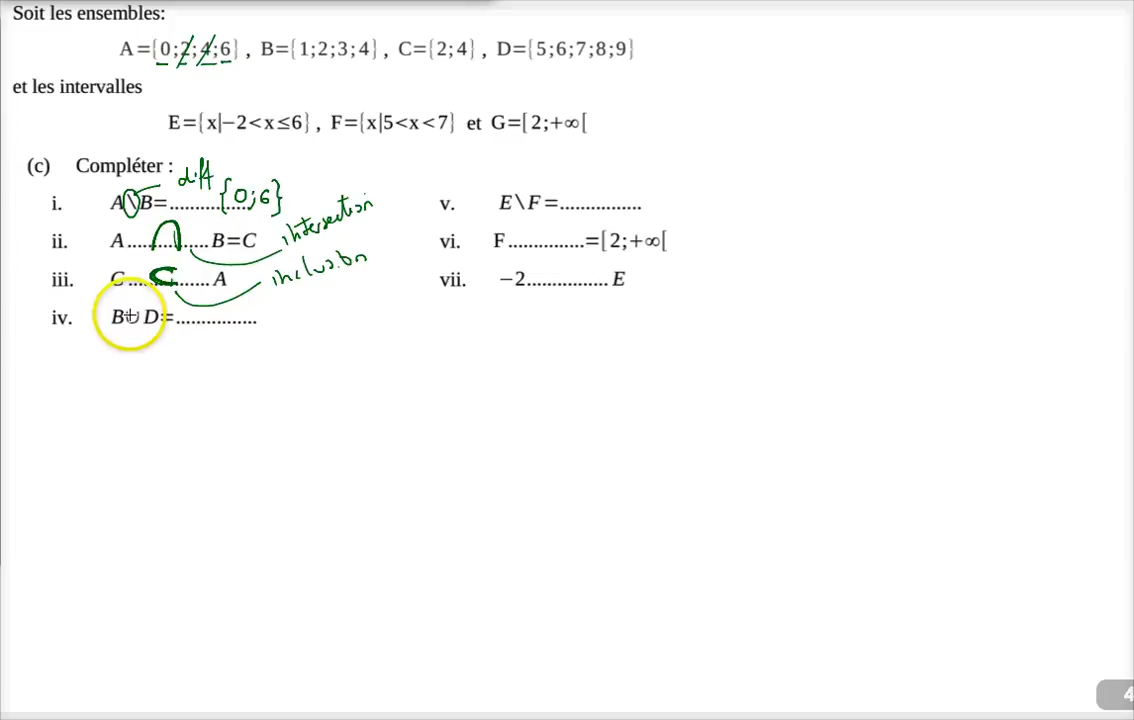 Soit les ensembles:
A={0;2;4;6} , B={1;2;3;4} , C={2;4} , D={5;6;7;8;9}
et les intervalles
E={x|−2<x≤6} , F={x|5<x<7} et G=[2;+∞[
(c) Compléter :
diff
i. A\B=................ {0;6}
intersection
ii. A ....∩.... B=C
inclusion
iii. C ....⊂.... A
iv. B∪D=................
v. E\F=................
vi. F...............=[2;+∞[
vii. −2................ E
4